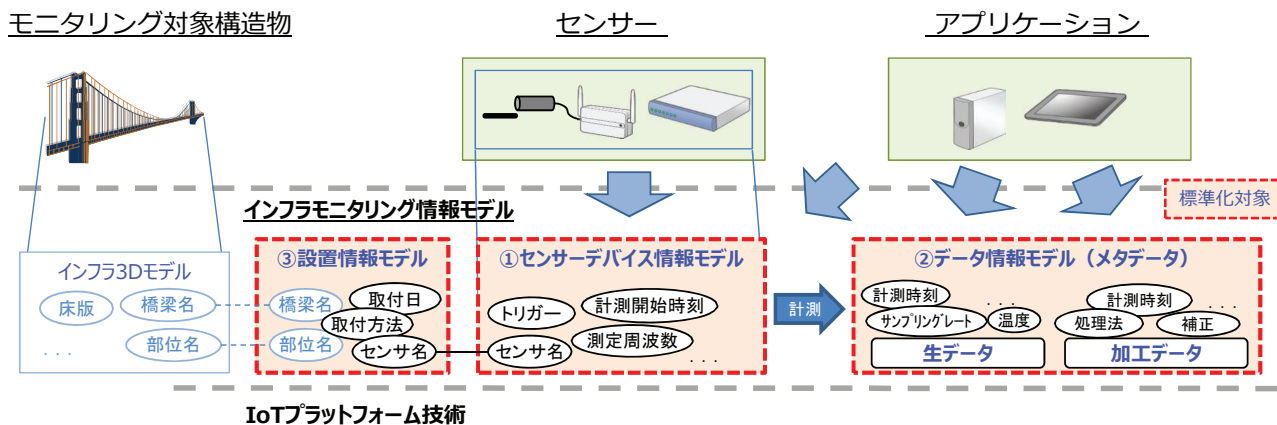 モニタリング対象構造物
センサー
アプリケーション
標準化対象
インフラモニタリング情報モデル
インフラ3Dモデル
床版
橋梁名
部位名
. . .
③設置情報モデル
橋梁名
取付日
取付方法
部位名
センサ名
①センサーデバイス情報モデル
トリガー
計測開始時刻
センサ名
測定周波数
. . .
計測
②データ情報モデル（メタデータ）
計測時刻
. . .
サンプリングレート
温度
生データ
計測時刻
. . .
処理法
補正
加工データ
IoTプラットフォーム技術